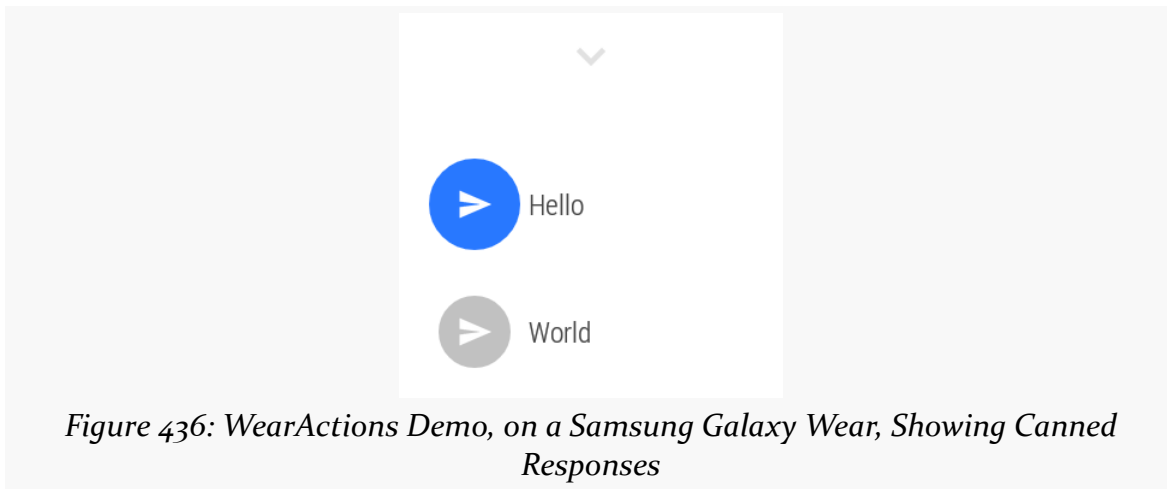 Hello
World
Figure 436: WearActions Demo, on a Samsung Galaxy Wear, Showing Canned
Responses